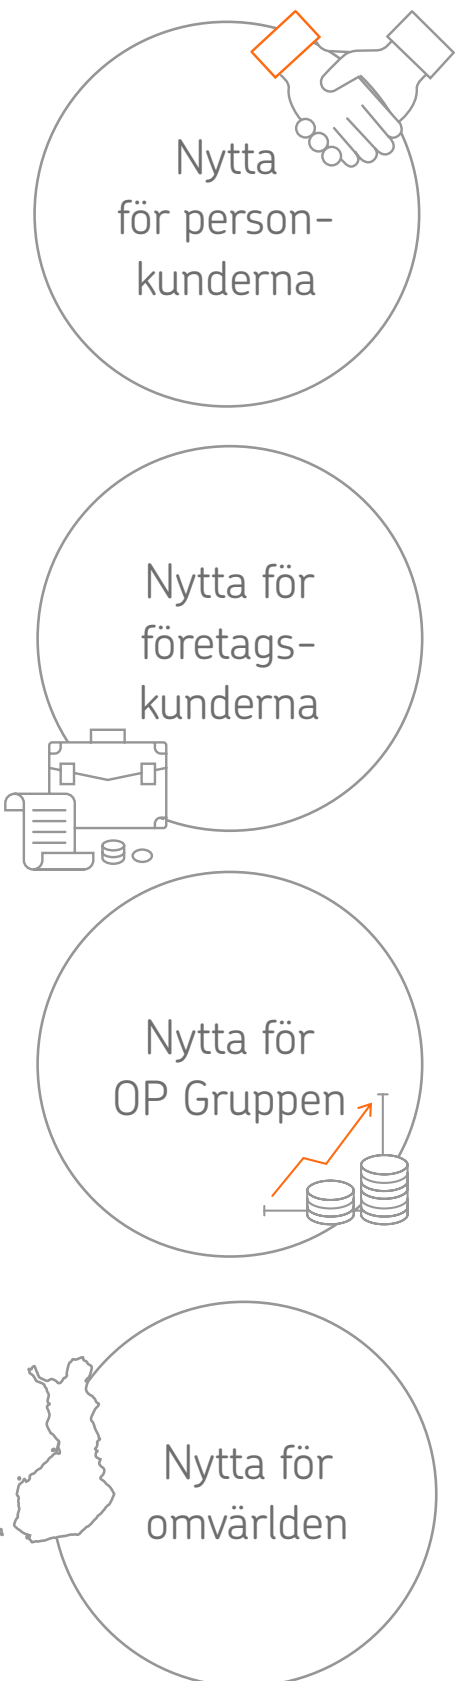 Nytta
för person-
kunderna
Nytta för
företags-
kunderna
Nytta för
OP Gruppen
Nytta för
omvärlden